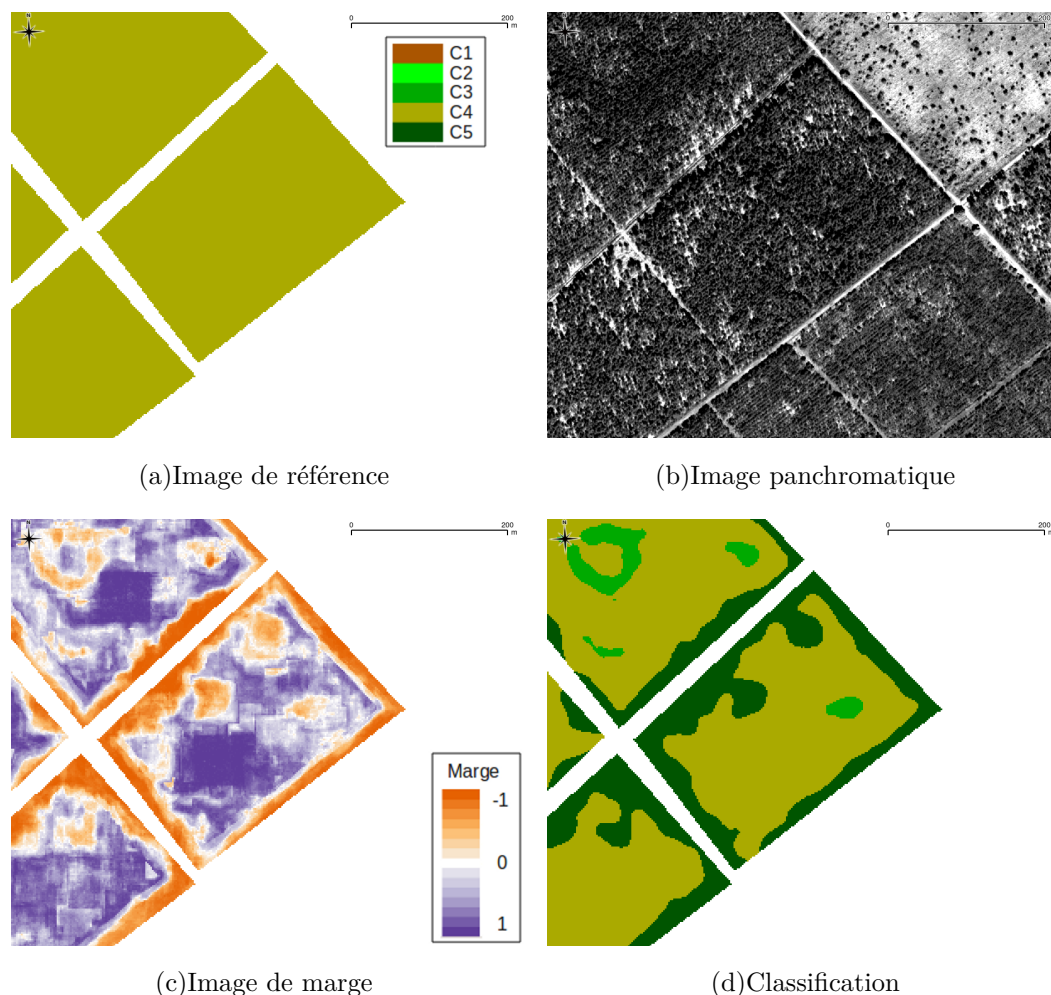 N
0
200
m
C1
C2
C3
C4
C5
(a)Image de référence
N
0
200
m
(b)Image panchromatique
N
0
200
m
Marge
-1
0
1
(c)Image de marge
N
0
200
m
(d)Classification